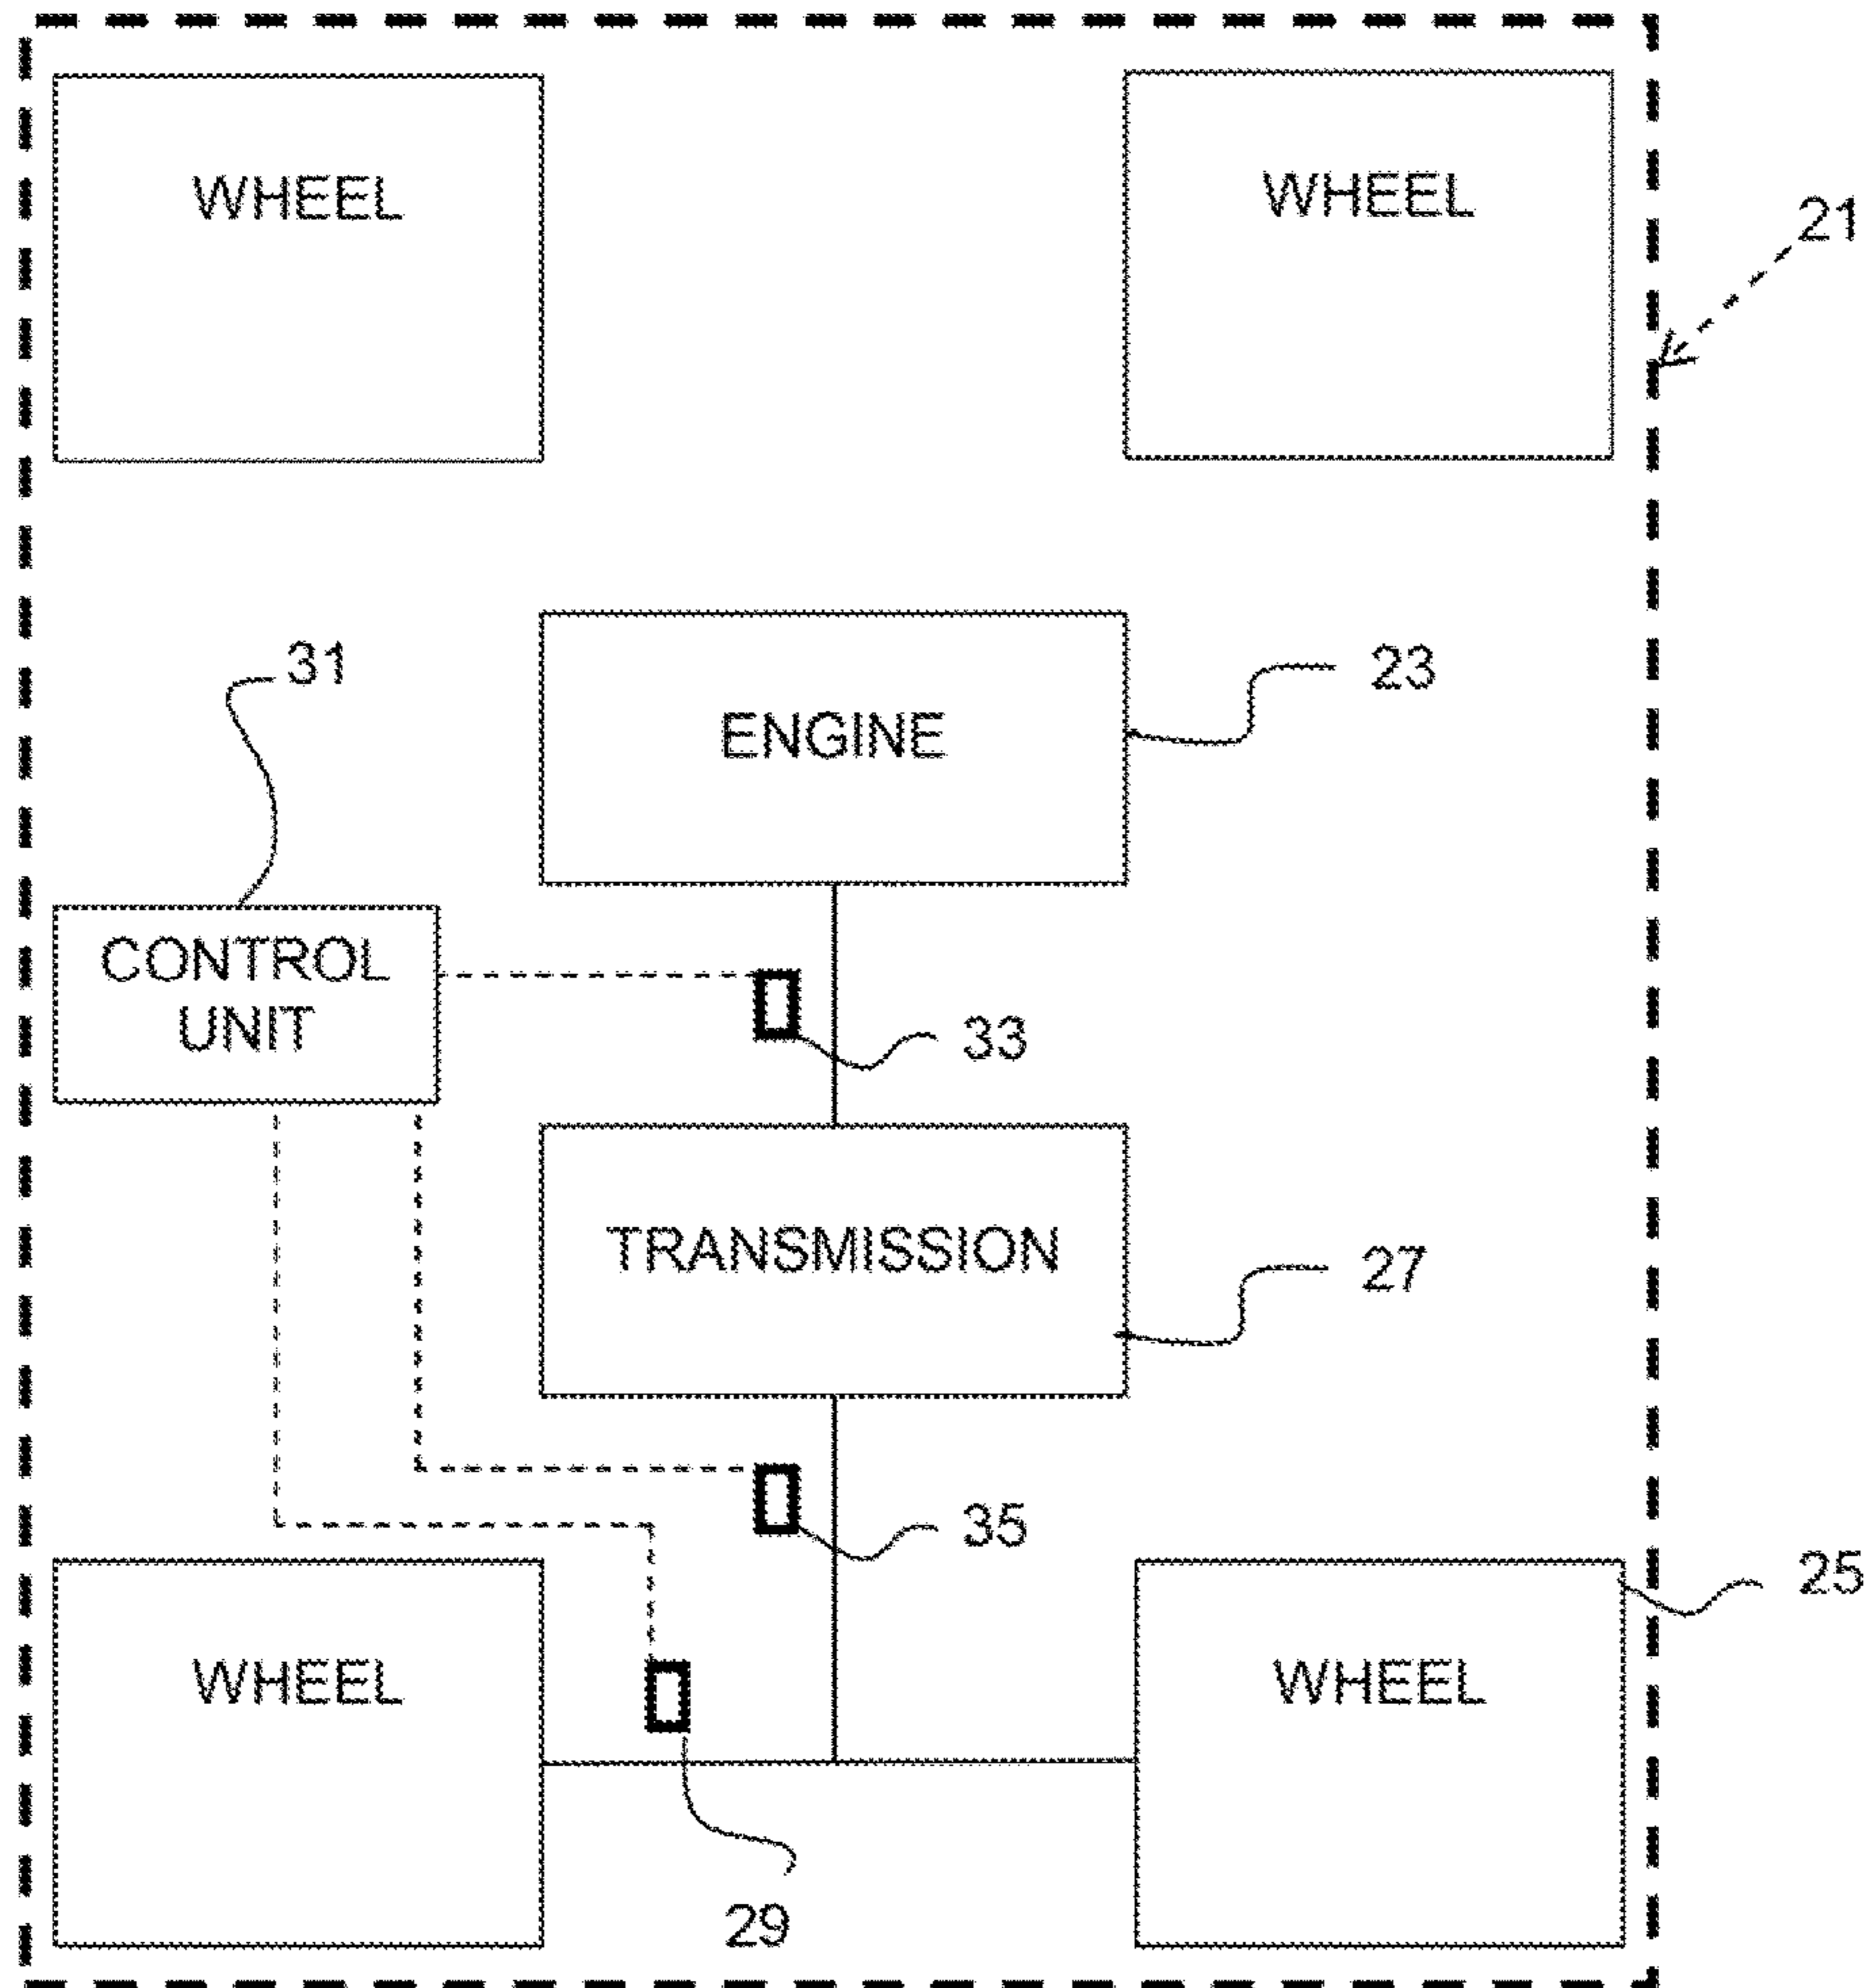 WHEEL
WHEEL
21
31
23
ENGINE
CONTROL
UNIT
33
TRANSMISSION
27
35
25
WHEEL
WHEEL
29